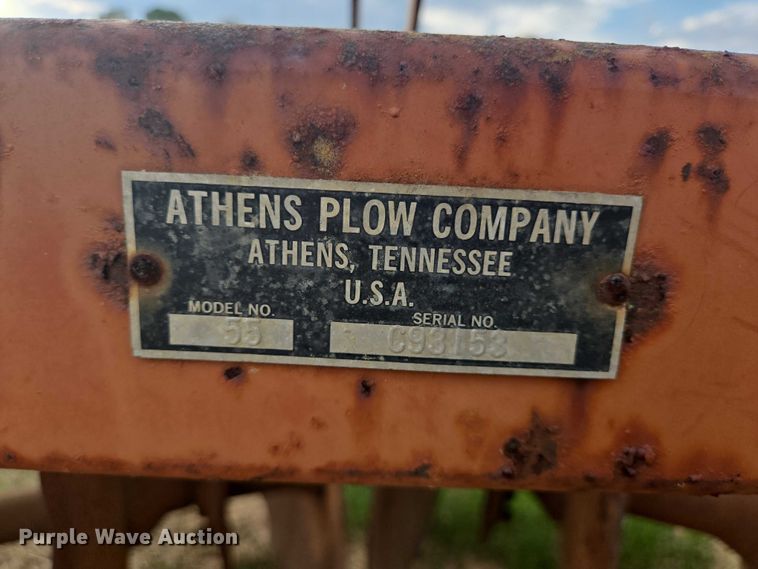 ATHENS PLOW COMPANY
ATHENS, TENNESSEE
U.S.A.
MODEL NO. SERIAL NO.
55 C93153
Purple Wave Auction